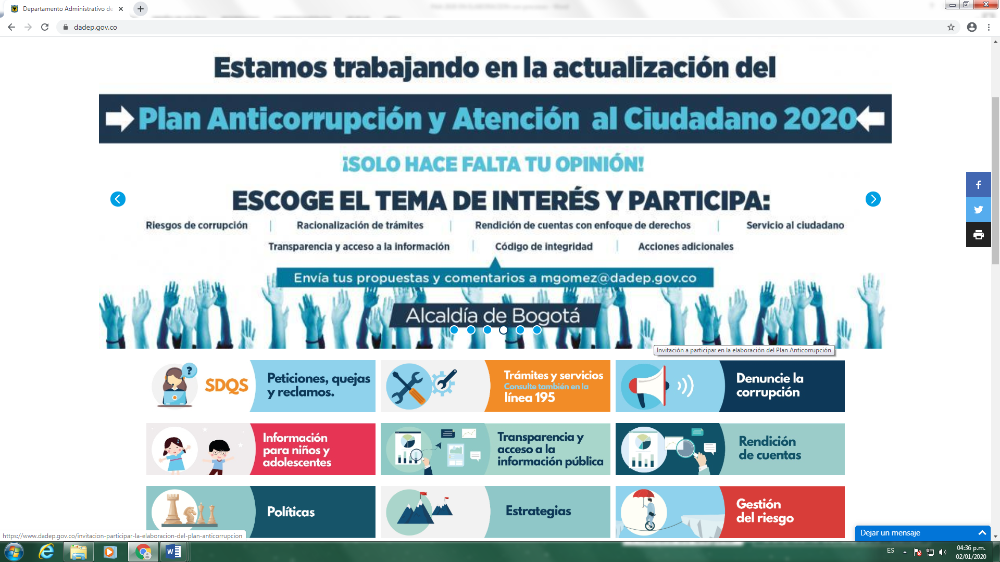 Departamento Administrativo de
dadep.gov.co
Estamos trabajando en la actualización del
Plan Anticorrupción y Atención al Ciudadano 2020
¡SOLO HACE FALTA TU OPINIÓN!
ESCOGE EL TEMA DE INTERÉS Y PARTICIPA:
Riesgos de corrupción | Racionalización de trámites | Rendición de cuentas con enfoque de derechos | Servicio al ciudadano
Transparencia y acceso a la información | Código de integridad | Acciones adicionales
Envía tus propuestas y comentarios a mgomez@dadep.gov.co
Alcaldía de Bogotá
Invitación a participar en la elaboración del Plan Anticorrupción
?
SDQS
Peticiones, quejas
y reclamos.
Trámites y servicios
Consulte también en la
línea 195
Denuncie la
corrupción
Información
para niños y
adolescentes
Transparencia y
acceso a la
información pública
Rendición
de cuentas
Políticas
Estrategias
Gestión
del riesgo
https://www.dadep.gov.co/invitacion-participar-la-elaboracion-del-plan-anticorrupcion
Dejar un mensaje
ES
04:36 p.m.
02/01/2020